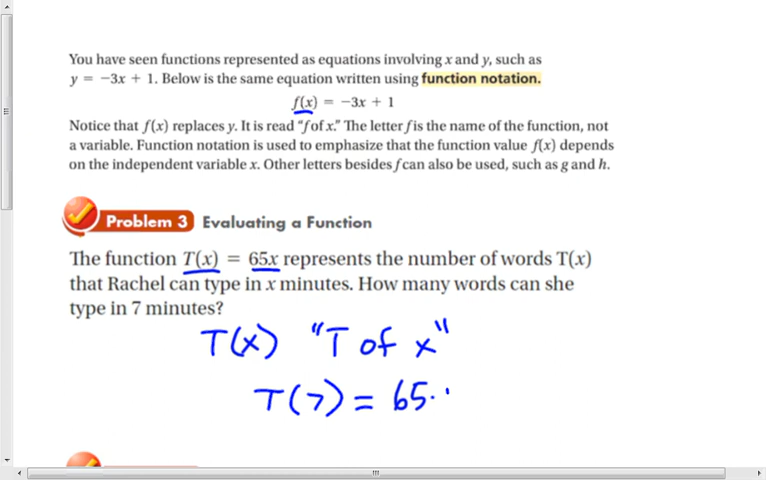 You have seen functions represented as equations involving x and y, such as
y = −3x + 1. Below is the same equation written using function notation.
f(x) = −3x + 1
Notice that f(x) replaces y. It is read "f of x." The letter f is the name of the function, not
a variable. Function notation is used to emphasize that the function value f(x) depends
on the independent variable x. Other letters besides f can also be used, such as g and h.
Problem 3 Evaluating a Function
The function T(x) = 65x represents the number of words T(x)
that Rachel can type in x minutes. How many words can she
type in 7 minutes?
T(x) "T of x"
T(7) = 65·